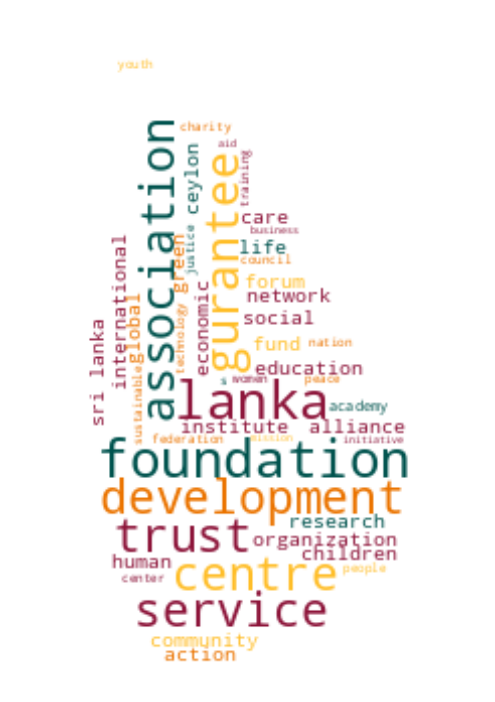 youth
charity
aid
association
ceylon
gurantee
training
care
business
justice
life
green
council
international
forum
economic
network
global
technology
social
sri lanka
fund
nation
education
sustainable
s
women
peace
lanka
academy
institute
alliance
federation
mission
initiative
foundation
development
research
trust
organization
children
human
centre
people
center
service
community
action